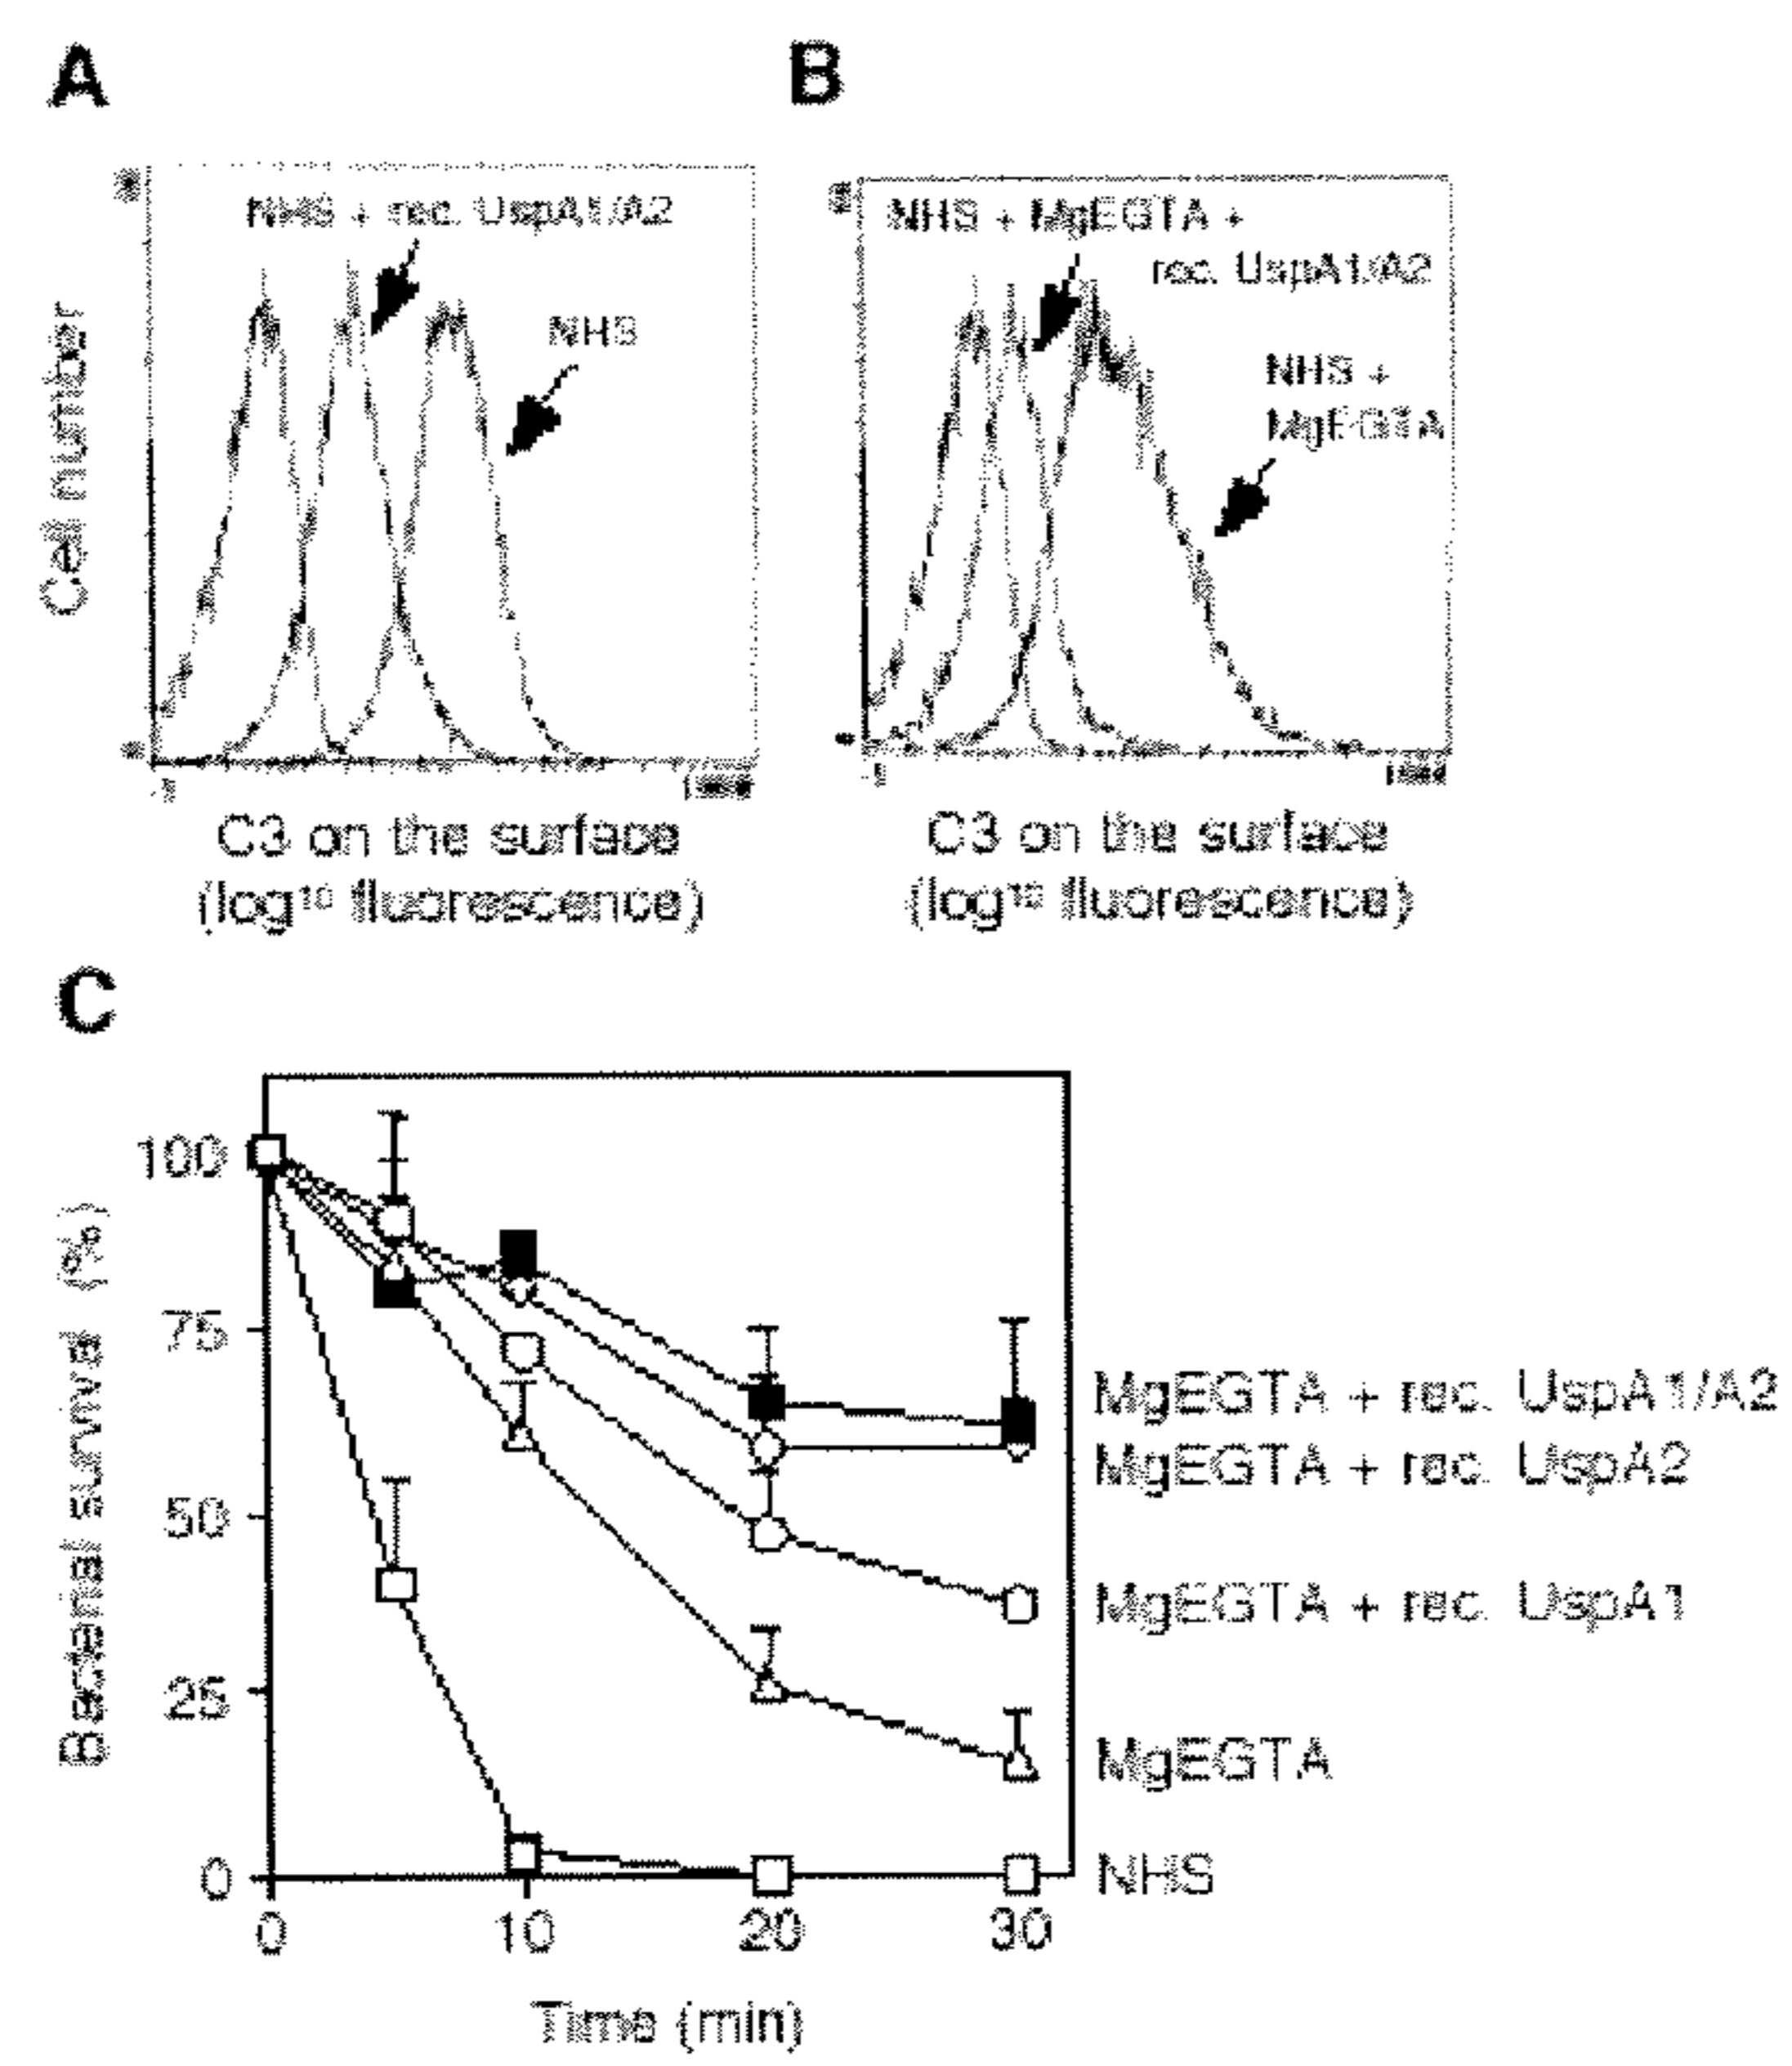 A
B
NHS + rec. UspA1/A2
NHS
NHS + MgEGTA +
rec. UspA1/A2
NHS +
MgEGTA
Cell number
C3 on the surface
(log10 fluorescence)
C3 on the surface
(log10 fluorescence)
C
Bacterial survival (%)
100
75
50
25
0
0
10
20
30
Time (min)
MgEGTA + rec. UspA1/A2
MgEGTA + rec. UspA2
MgEGTA + rec. UspA1
MgEGTA
NHS